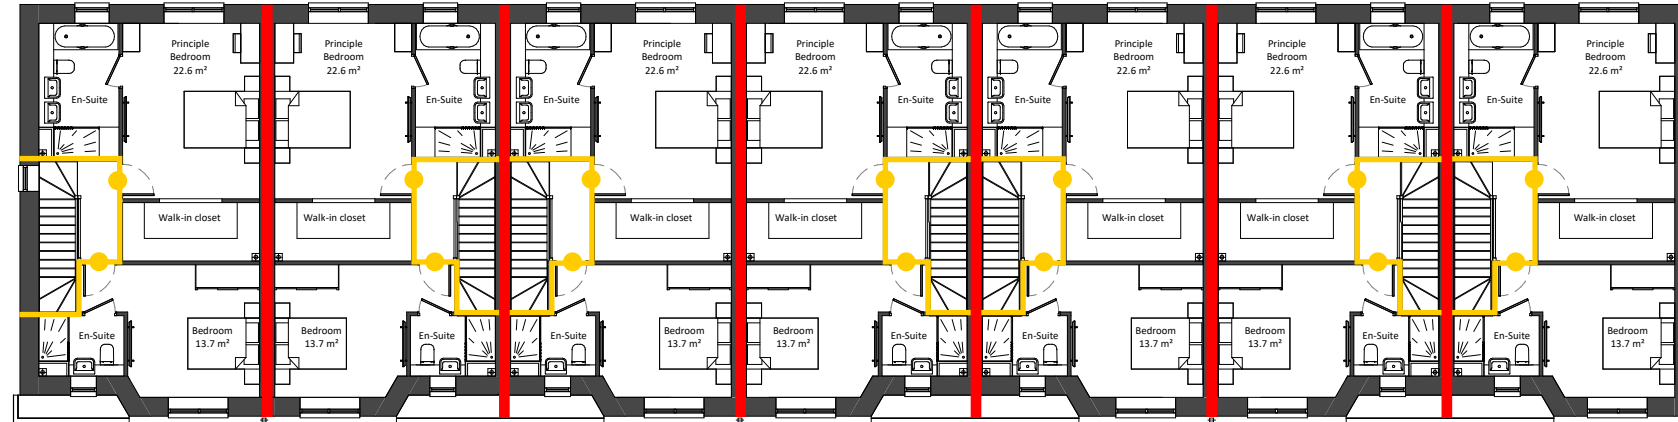 Principle
Bedroom
22.6 m²
Principle
Bedroom
22.6 m²
Principle
Bedroom
22.6 m²
Principle
Bedroom
22.6 m²
Principle
Bedroom
22.6 m²
Principle
Bedroom
22.6 m²
Principle
Bedroom
22.6 m²
En-Suite
En-Suite
En-Suite
En-Suite
En-Suite
En-Suite
En-Suite
Walk-in closet
Walk-in closet
Walk-in closet
Walk-in closet
Walk-in closet
Walk-in closet
Walk-in closet
En-Suite
Bedroom
13.7 m²
Bedroom
13.7 m²
En-Suite
En-Suite
Bedroom
13.7 m²
Bedroom
13.7 m²
En-Suite
En-Suite
Bedroom
13.7 m²
Bedroom
13.7 m²
En-Suite
En-Suite
Bedroom
13.7 m²